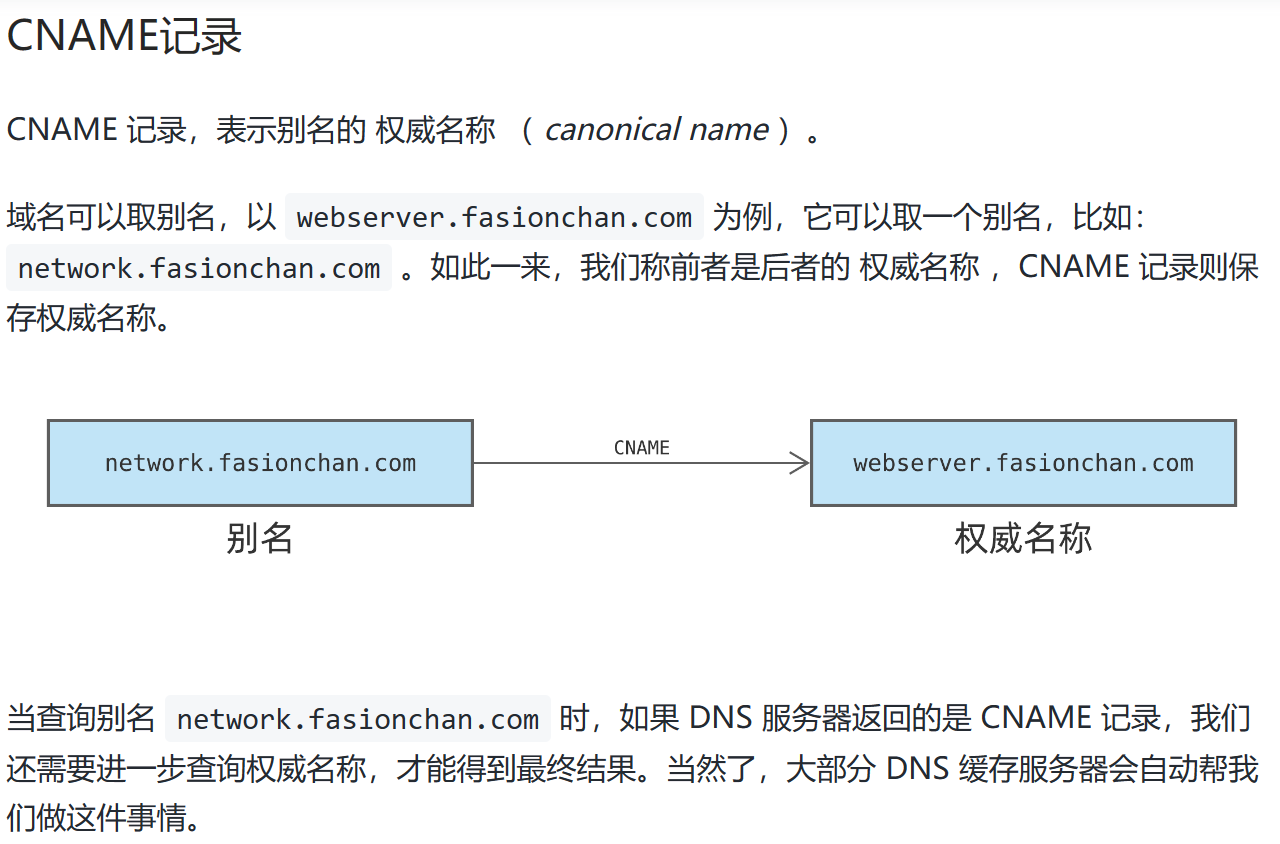 CNAME记录
CNAME 记录，表示别名的 权威名称 （ canonical name ）。
域名可以取别名，以 webserver.fasionchan.com 为例，它可以取一个别名，比如：
network.fasionchan.com 。如此一来，我们称前者是后者的 权威名称 ，CNAME 记录则保
存权威名称。
CNAME
network.fasionchan.com
webserver.fasionchan.com
别名
权威名称
当查询别名 network.fasionchan.com 时，如果 DNS 服务器返回的是 CNAME 记录，我们
还需要进一步查询权威名称，才能得到最终结果。当然了，大部分 DNS 缓存服务器会自动帮我
们做这件事情。